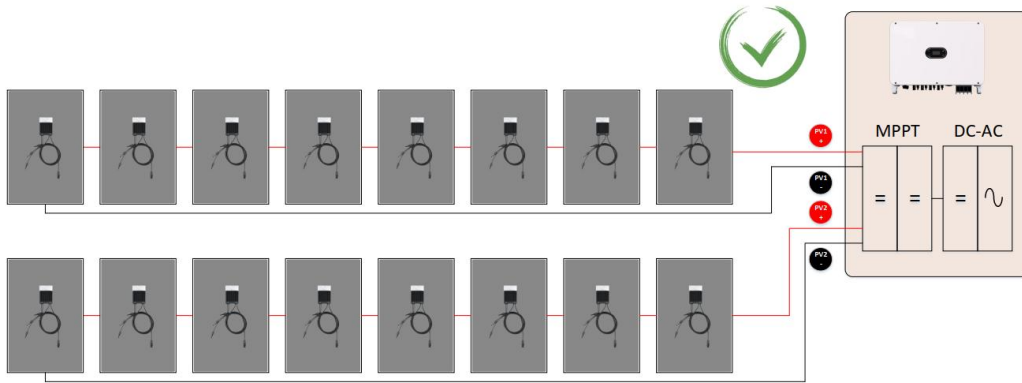 MPPT DC-AC
PV1
+
PV1
-
PV2
+
PV2
-